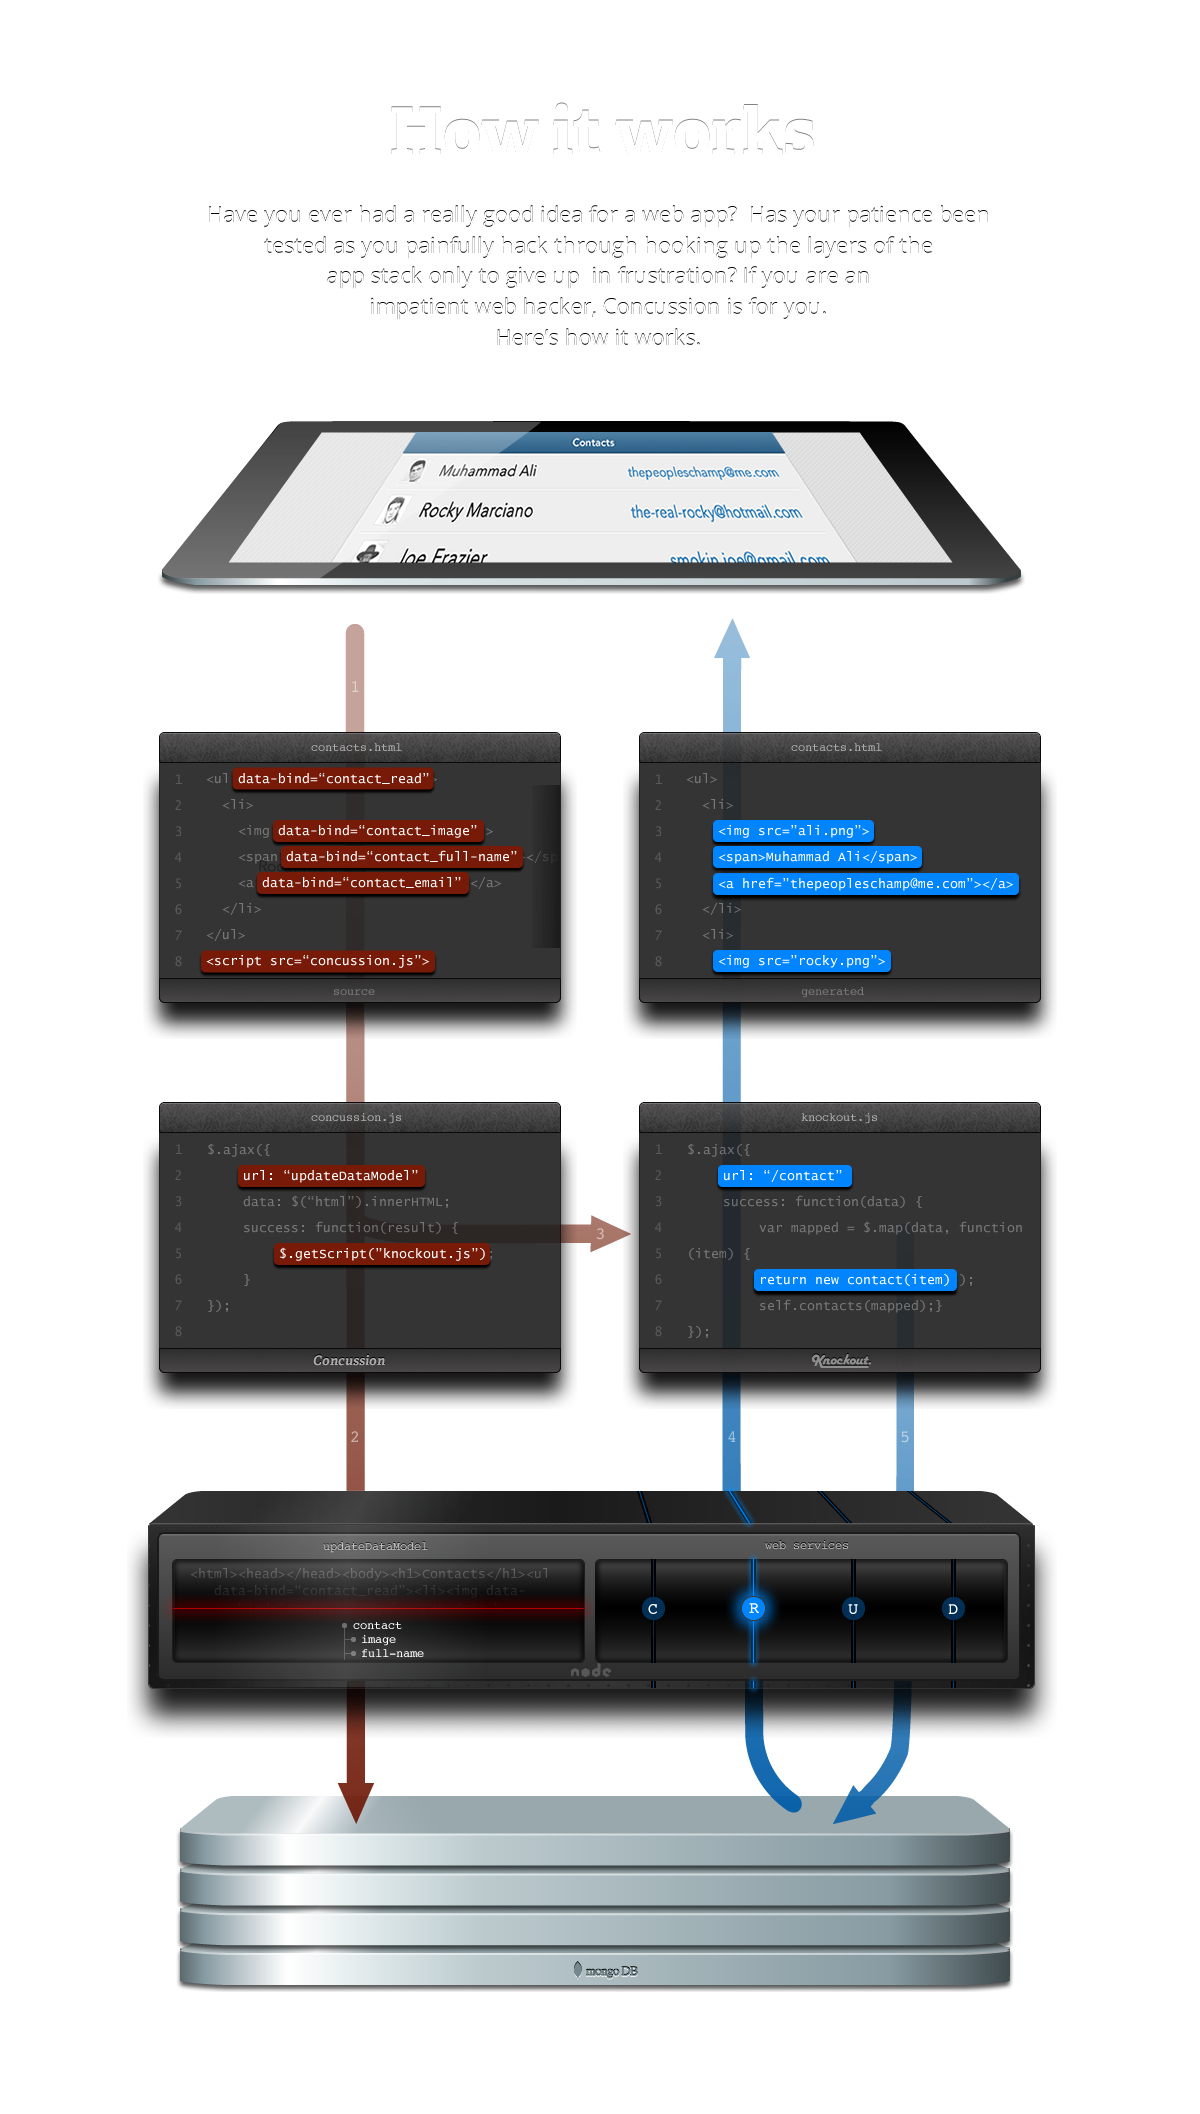 How it works
Have you ever had a really good idea for a web app? Has your patience been
tested as you painfully hack through hooking up the layers of the
app stack only to give up in frustration? If you are an
impatient web hacker, Concussion is for you.
Here's how it works.
Contacts
Muhammad Ali thepeopleschamp@me.com
Rocky Marciano the-real-rocky@hotmail.com
Joe Frazier smokin.joe@gmail.com
1
contacts.html
1 <ul data-bind=“contact_read”
2 <li>
3 <img data-bind=“contact_image” >
4 <span data-bind=“contact_full-name” </sp
5 <a data-bind=“contact_email” </a>
6 </li>
7 </ul>
8 <script src=“concussion.js”>
source
contacts.html
1 <ul>
2 <li>
3 <img src=”ali.png”>
4 <span>Muhammad Ali</span>
5 <a href=”thepeopleschamp@me.com”></a>
6 </li>
7 <li>
8 <img src=”rocky.png”>
generated
concussion.js
1 $.ajax({
2 url: “updateDataModel”
3 data: $(“html”).innerHTML;
4 success: function(result) {
5 $.getScript(”knockout.js”);
6 }
7 });
8
Concussion
3
knockout.js
1 $.ajax({
2 url: “/contact”
3 success: function(data) {
4 var mapped = $.map(data, function
5 (item) {
6 return new contact(item) );
7 self.contacts(mapped);}
8 });
Knockout.
2
4
5
updateDataModel
<html><head></head><body><h1>Contacts</h1><ul
data-bind=“contact_read”><li><img data-
contact
image
full-name
web services
C R U D
node
mongoDB